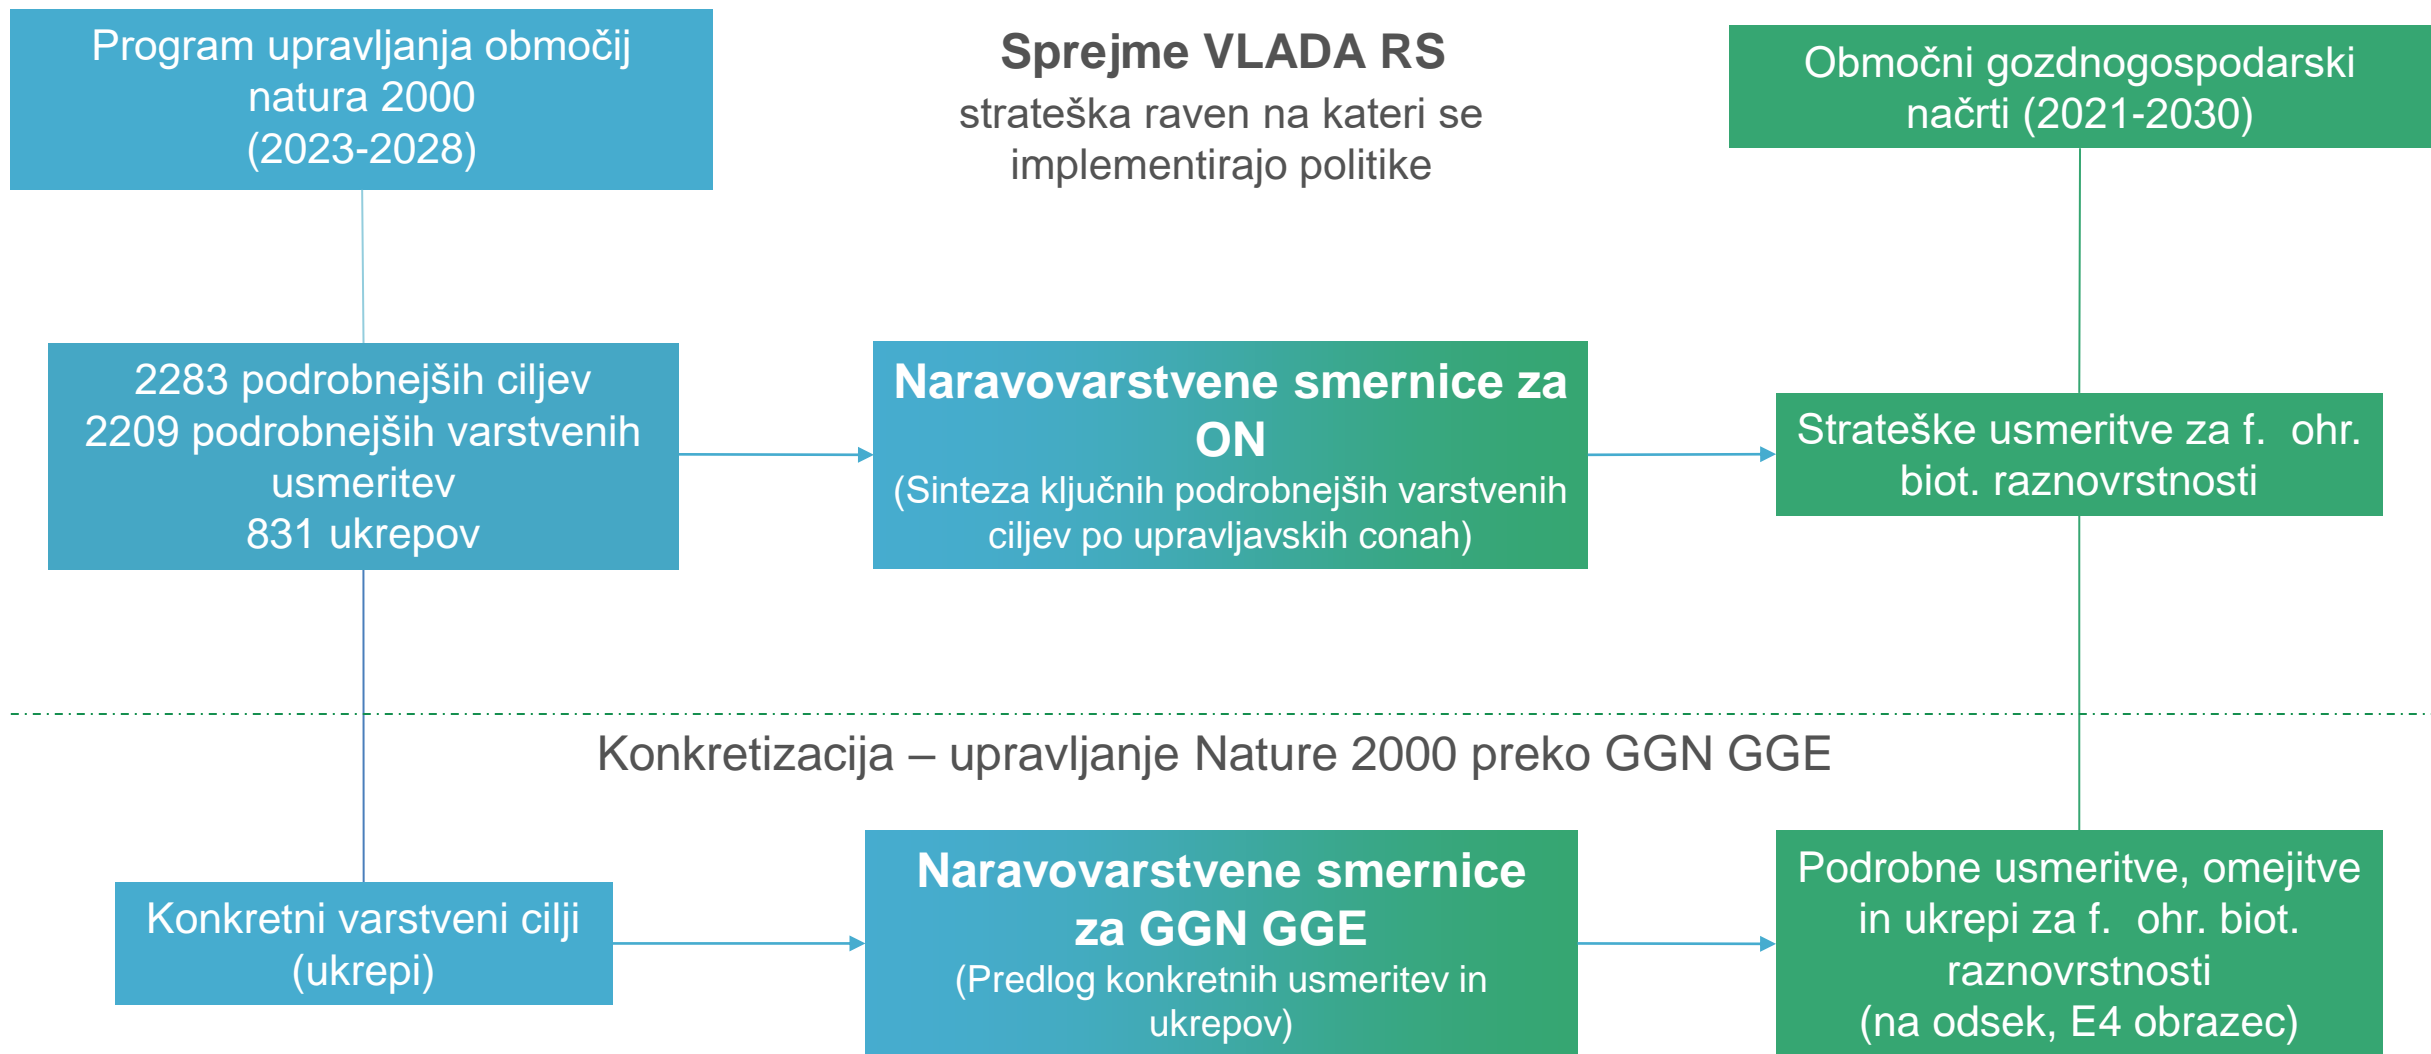 Program upravljanja območij
natura 2000
(2023-2028)
Sprejme VLADA RS
strateška raven na kateri se
implementirajo politike
Območni gozdnogospodarski
načrti (2021-2030)
2283 podrobnejših ciljev
2209 podrobnejših varstvenih
usmeritev
831 ukrepov
Naravovarstvene smernice za
ON
(Sinteza ključnih podrobnejših varstvenih
ciljev po upravljavskih conah)
Strateške usmeritve za f. ohr.
biot. raznovrstnosti
Konkretizacija – upravljanje Nature 2000 preko GGN GGE
Konkretni varstveni cilji
(ukrepi)
Naravovarstvene smernice
za GGN GGE
(Predlog konkretnih usmeritev in
ukrepov)
Podrobne usmeritve, omejitve
in ukrepi za f. ohr. biot.
raznovrstnosti
(na odsek, E4 obrazec)